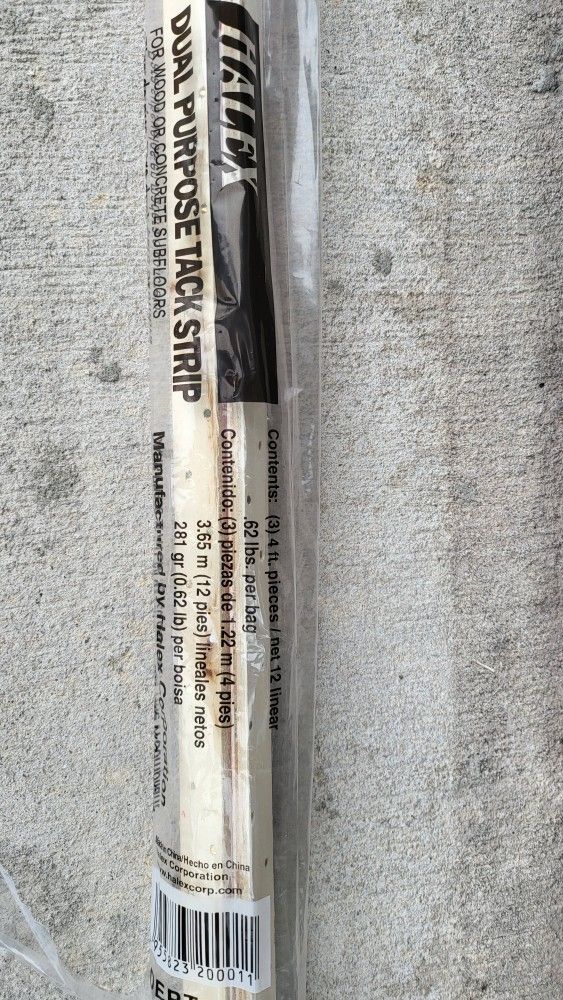 HALEX
DUAL PURPOSE TACK STRIP
FOR WOOD OR CONCRETE SUBFLOORS
Contents: (3) 4 ft. pieces / net 12 linear
.62 lbs. per bag
Contenido: (3) piezas de 1.22 m (4 pies)
3.65 m (12 pies) lineales netos
281 gr (0.62 lb) per bolsa
Manufactured by Halex Corporation
Made in China/Hecho en China
Halex Corporation
www.halexcorp.com
200011